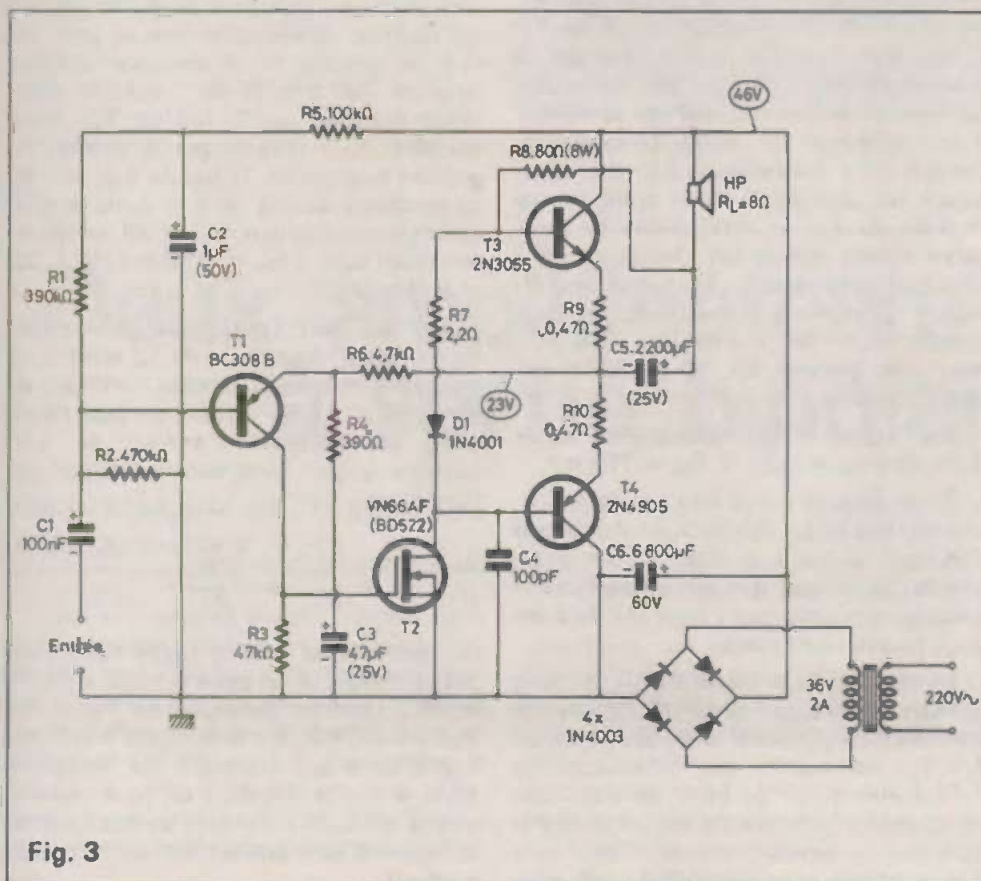 46V
R5.100kΩ
R8.80Ω(8W)
HP
RL=8Ω
C2
1µF
(50V)
T3
2N3055
R1
390kΩ
R7
2,2Ω
R9
0,47Ω
T1
BC308B
R6.4,7kΩ
C5.2200µF
(25V)
23V
R4
390Ω
D1
1N4001
R10
0,47Ω
R2.470kΩ
VN66AF
(BD522)
T4
2N4905
C1
100nF
C4
100pF
C6.6800µF
60V
T2
Entrée
R3
47kΩ
C3
47µF
(25V)
36V
2A
220V~
4x
1N4003
Fig. 3